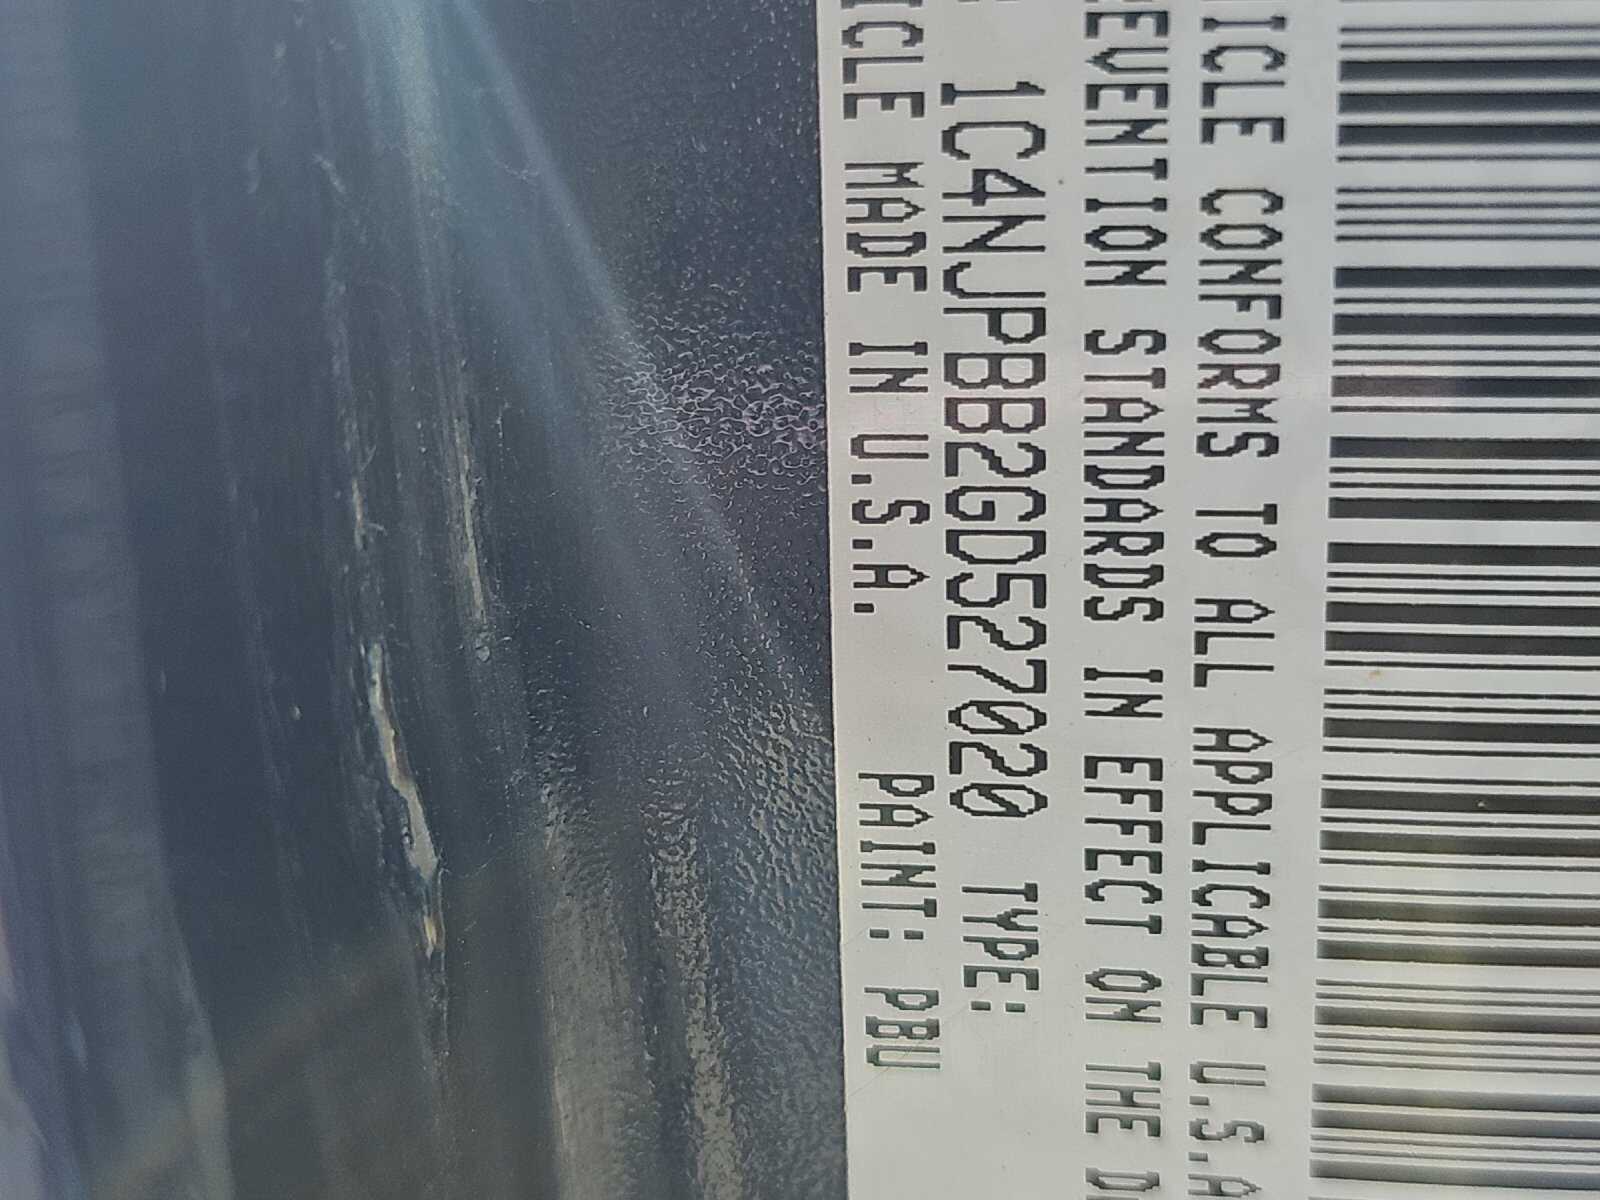 ICLE CONFORMS TO ALL APPLICABLE U.S.A
EVENTION STANDARDS IN EFFECT ON THE D
: 1C4NJPBB2GD527020 TYPE:
ICLE MADE IN U.S.A. PAINT: PBU